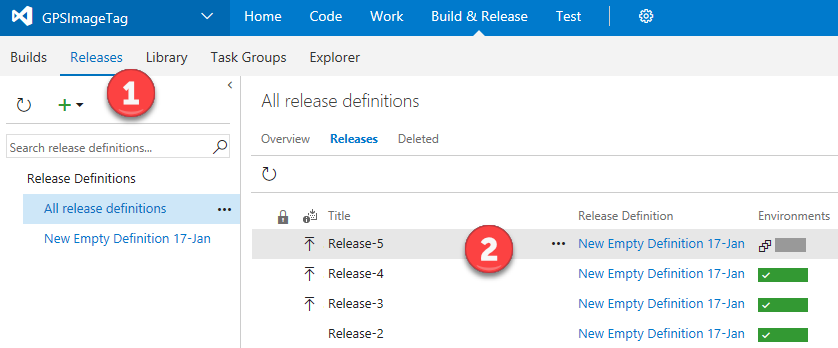 GPSImageTag Home Code Work Build & Release Test
Builds Releases Library Task Groups Explorer
1
All release definitions
Overview Releases Deleted
Search release definitions...
Release Definitions
All release definitions ...
New Empty Definition 17-Jan
Title Release Definition Environments
Release-5 2 ... New Empty Definition 17-Jan
Release-4 New Empty Definition 17-Jan
Release-3 New Empty Definition 17-Jan
Release-2 New Empty Definition 17-Jan